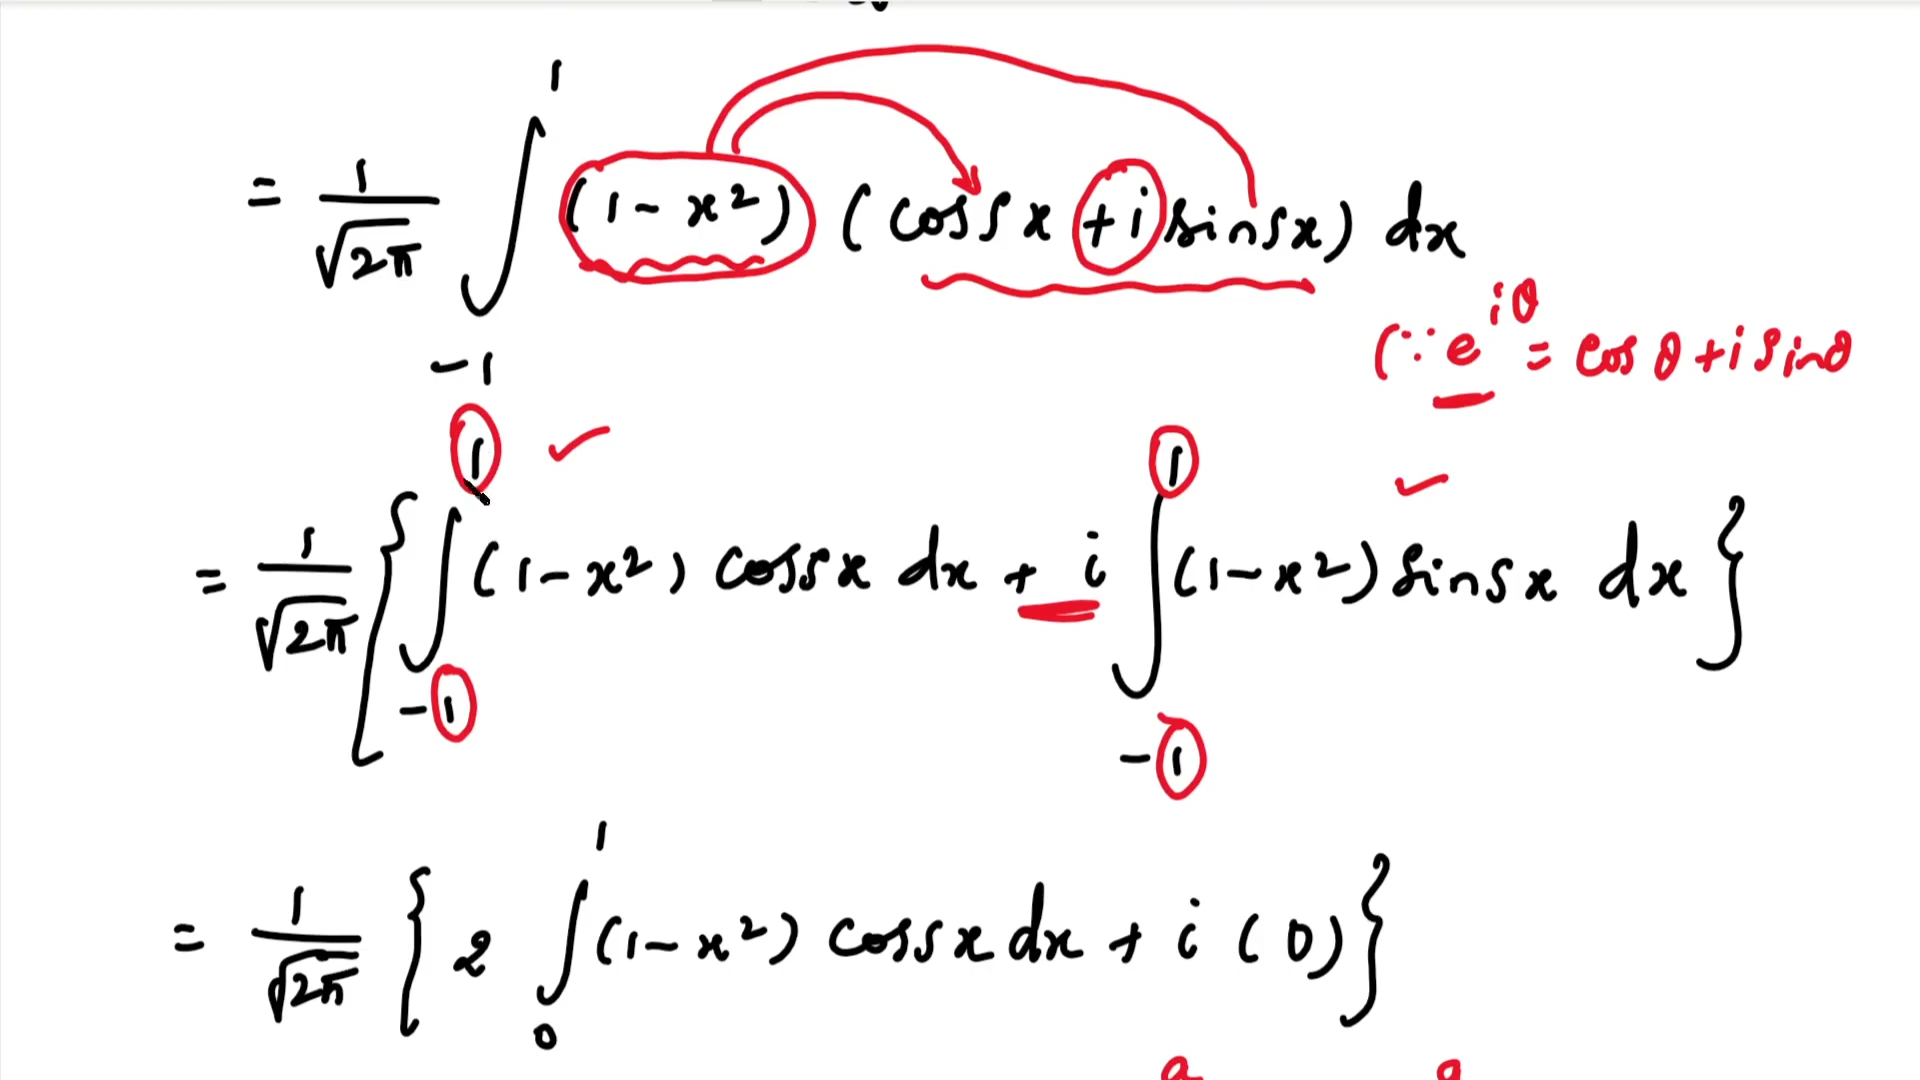 = 1/√2π ∫_{-1}^{1} (1-x²) (cos sx + i sin sx) dx
(∵ e^{iθ} = cos θ + i sin θ
= 1/√2π { ∫_{-1}^{1} (1-x²) cos sx dx + i ∫_{-1}^{1} (1-x²) sin sx dx }
= 1/√2π { 2 ∫_{0}^{1} (1-x²) cos sx dx + i (0) }